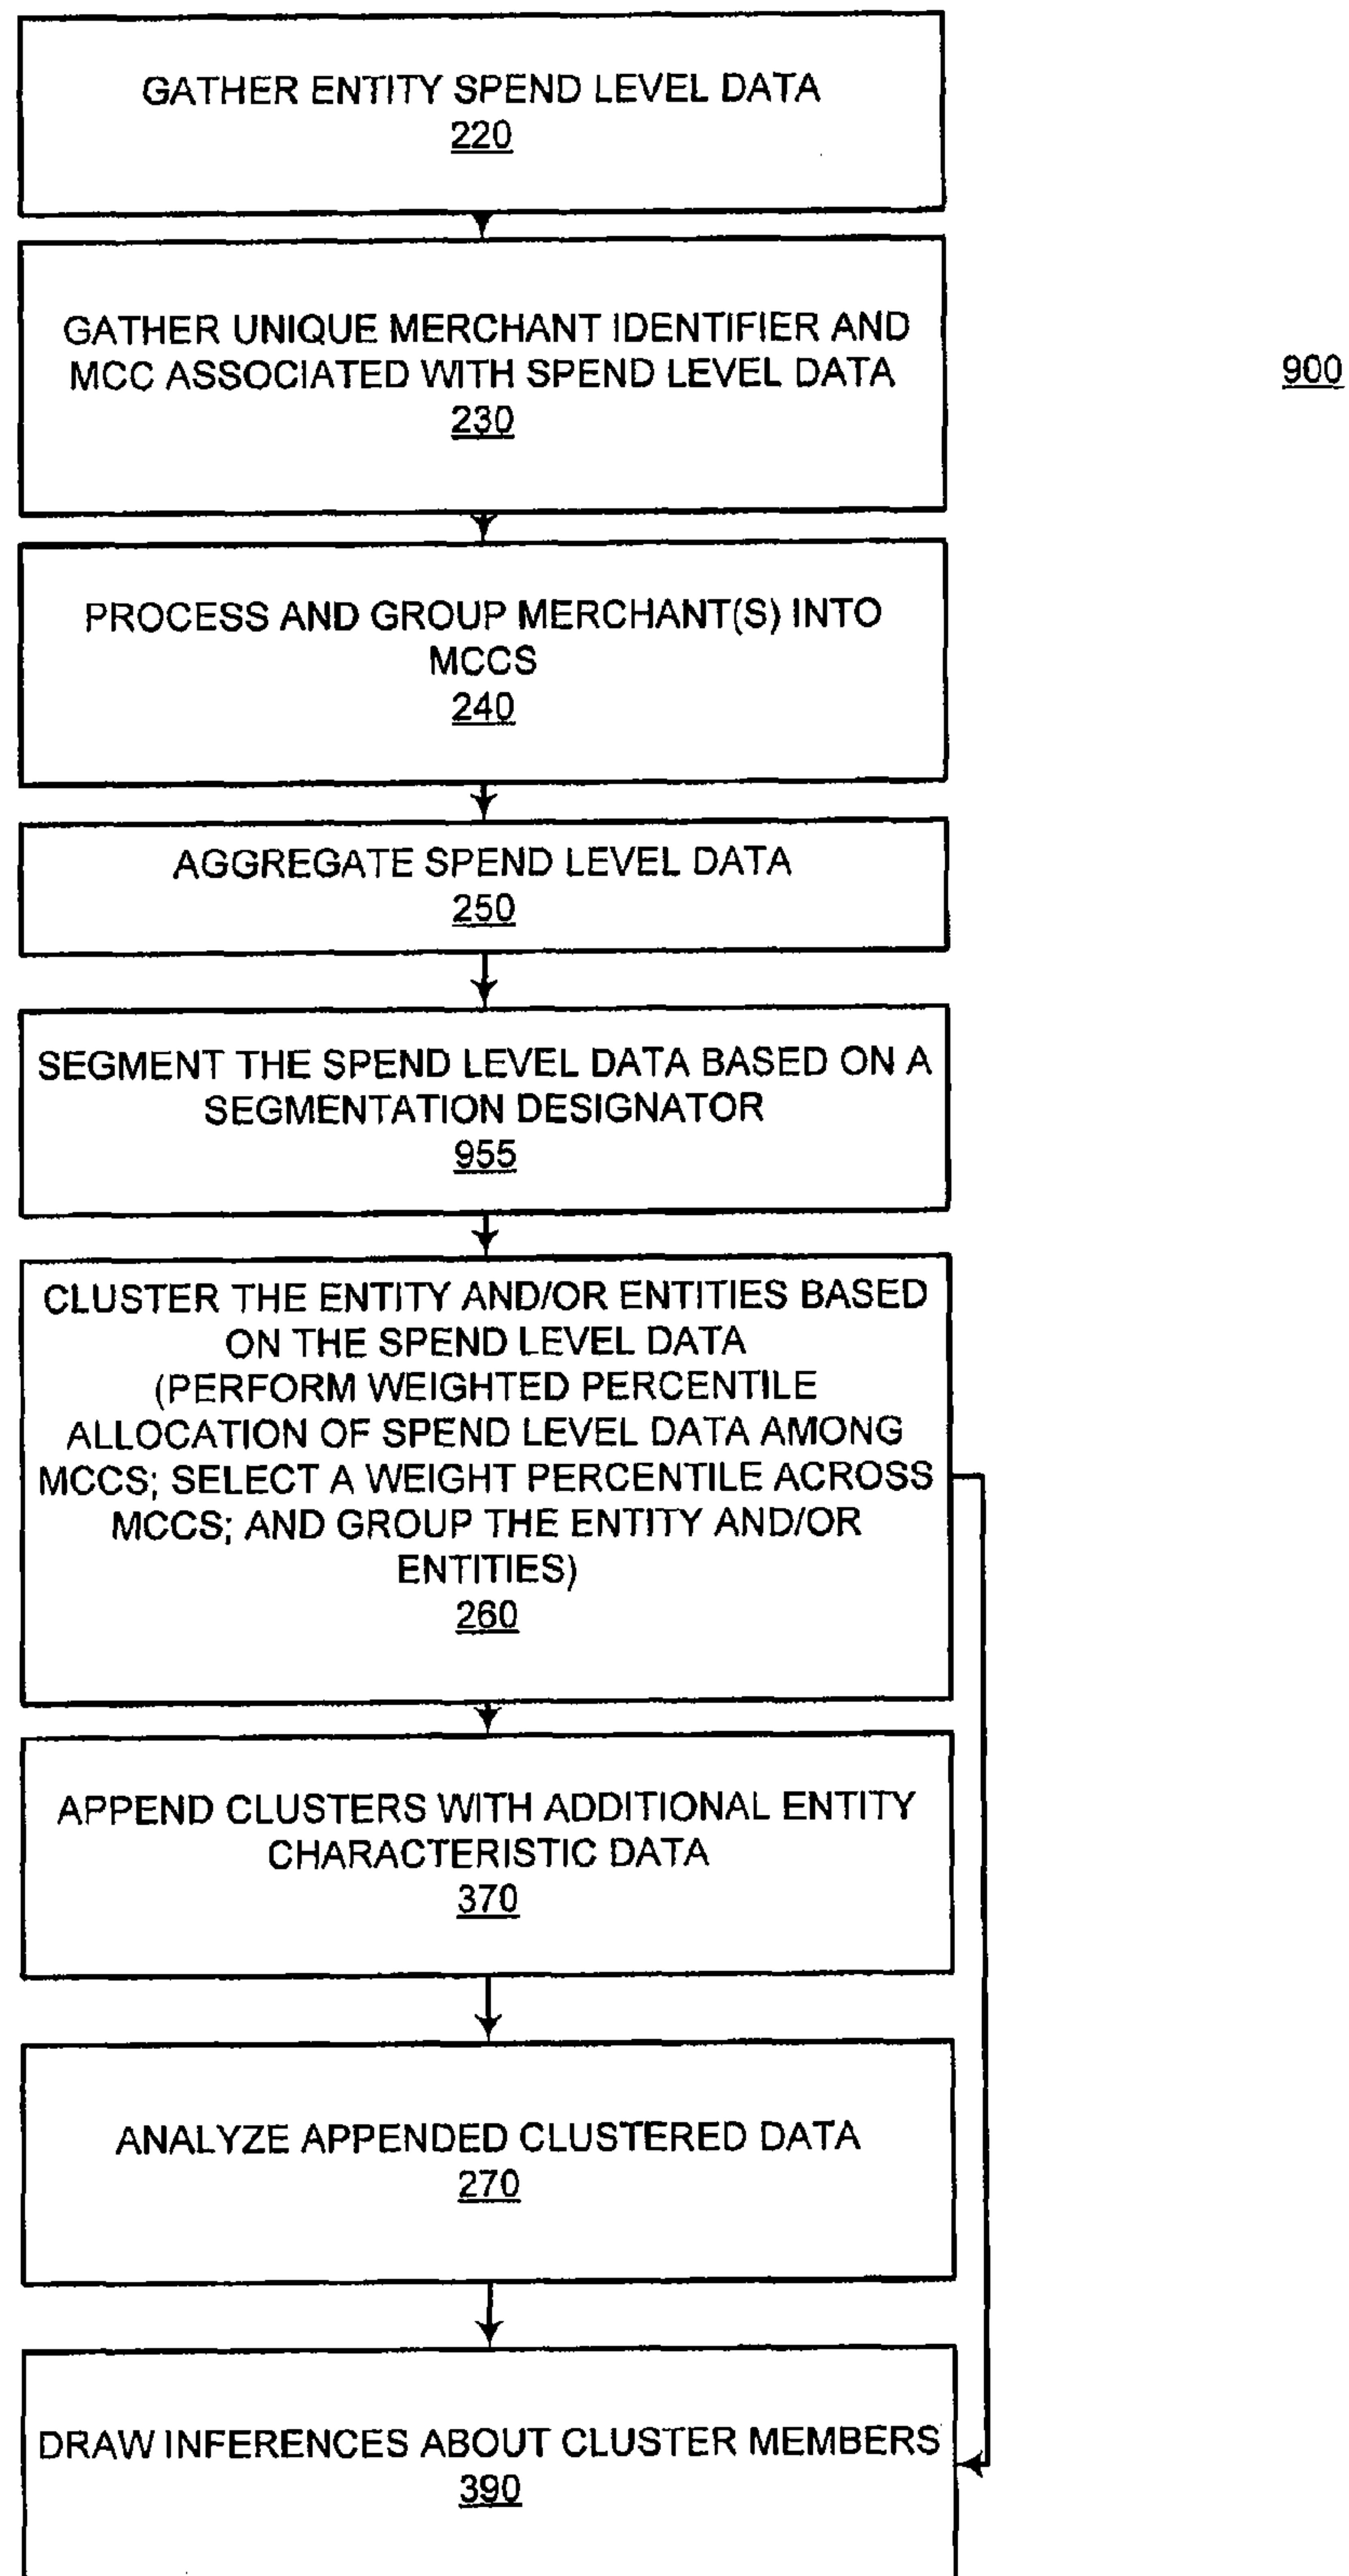 GATHER ENTITY SPEND LEVEL DATA
220
GATHER UNIQUE MERCHANT IDENTIFIER AND
MCC ASSOCIATED WITH SPEND LEVEL DATA
230
900
PROCESS AND GROUP MERCHANT(S) INTO
MCCS
240
AGGREGATE SPEND LEVEL DATA
250
SEGMENT THE SPEND LEVEL DATA BASED ON A
SEGMENTATION DESIGNATOR
955
CLUSTER THE ENTITY AND/OR ENTITIES BASED
ON THE SPEND LEVEL DATA
(PERFORM WEIGHTED PERCENTILE
ALLOCATION OF SPEND LEVEL DATA AMONG
MCCS; SELECT A WEIGHT PERCENTILE ACROSS
MCCS; AND GROUP THE ENTITY AND/OR
ENTITIES)
260
APPEND CLUSTERS WITH ADDITIONAL ENTITY
CHARACTERISTIC DATA
370
ANALYZE APPENDED CLUSTERED DATA
270
DRAW INFERENCES ABOUT CLUSTER MEMBERS
390